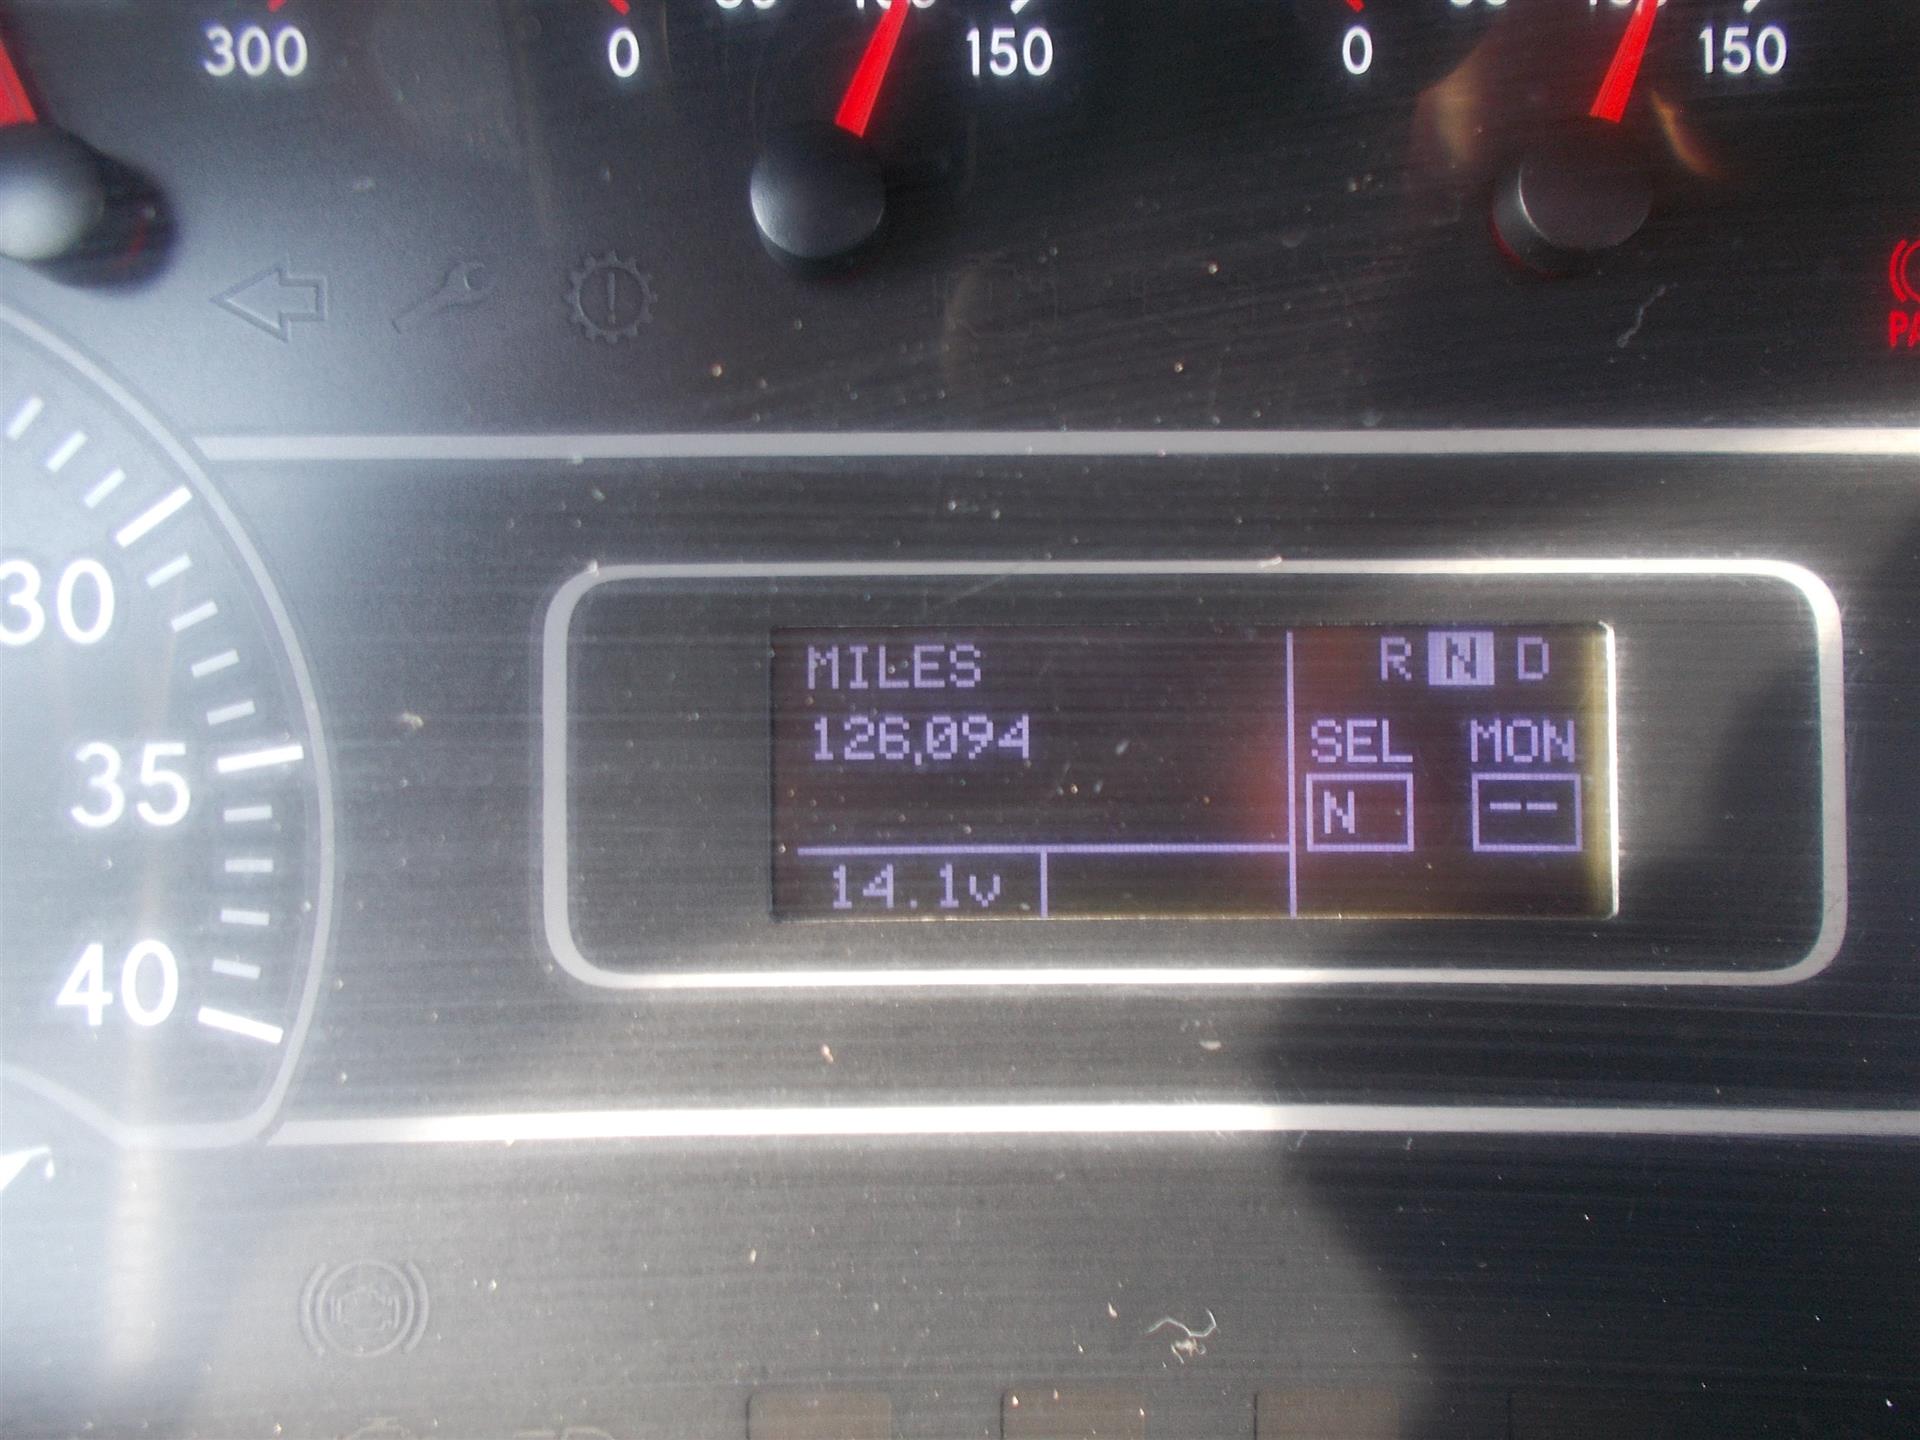 300 0 150 0 150
30
35
40
MILES
126,094
14.1v
R N D
SEL MON
N --